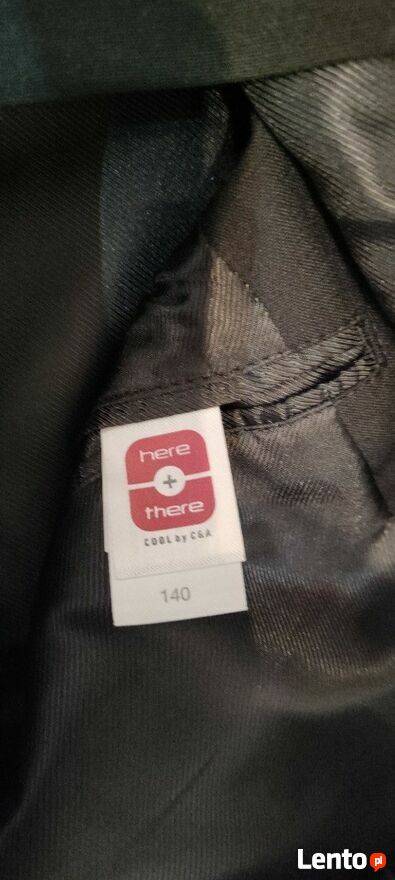 here
+
there
COOL by C&A
140
Lento pl